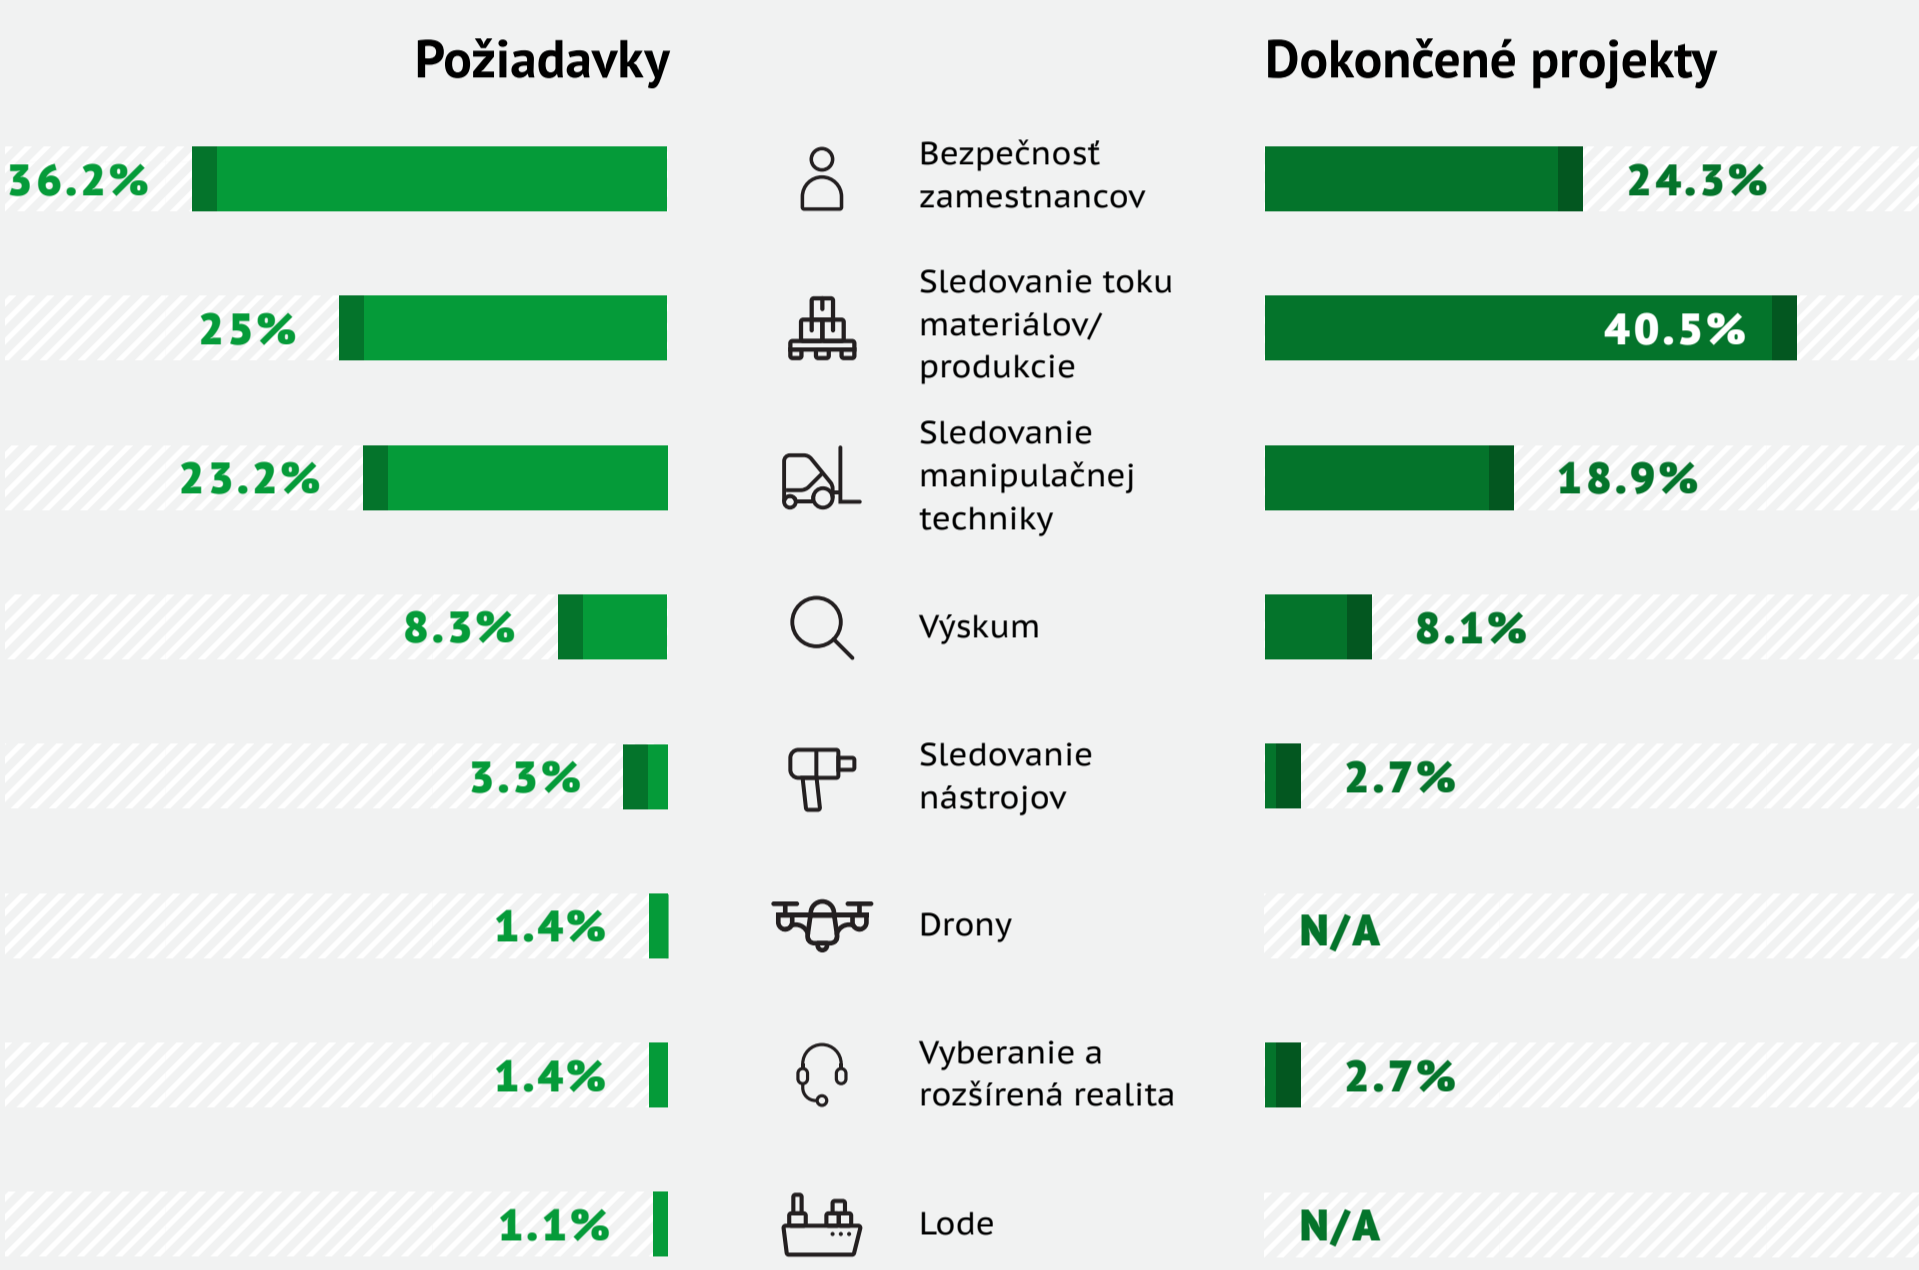 Požiadavky
Dokončené projekty
36.2%
Bezpečnosť
zamestnancov
24.3%
25%
Sledovanie toku
materiálov/
produkcie
40.5%
23.2%
Sledovanie
manipulačnej
techniky
18.9%
8.3%
Výskum
8.1%
3.3%
Sledovanie
nástrojov
2.7%
1.4%
Drony
N/A
1.4%
Vyberanie a
rozšírená realita
2.7%
1.1%
Lode
N/A